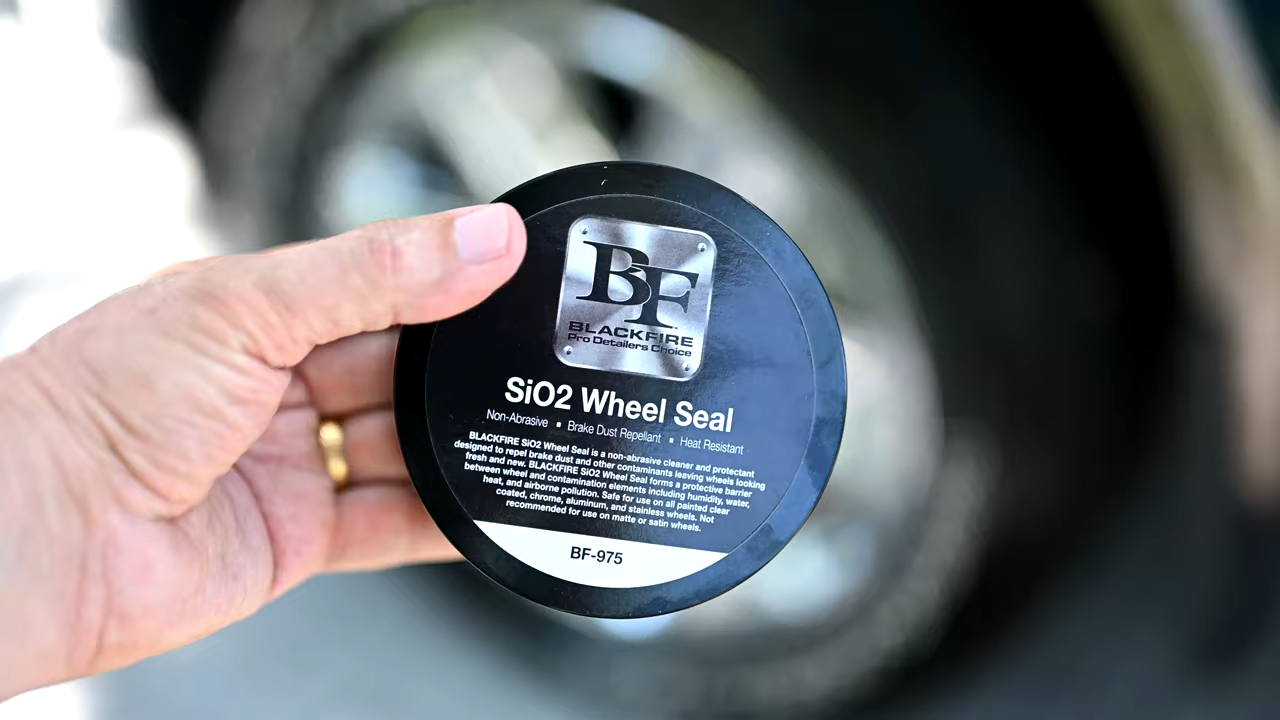 BF
BLACKFIRE
Pro Detailers Choice
SiO2 Wheel Seal
Non-Abrasive ▪ Brake Dust Repellant ▪ Heat Resistant
BLACKFIRE SiO2 Wheel Seal is a non-abrasive cleaner and protectant
designed to repel brake dust and other contaminants leaving wheels looking
fresh and new. BLACKFIRE SiO2 Wheel Seal forms a protective barrier
between wheel and contamination elements including humidity, water,
heat, and airborne pollution. Safe for use on all painted clear
coated, chrome, aluminum, and stainless wheels. Not
recommended for use on matte or satin wheels.
BF-975